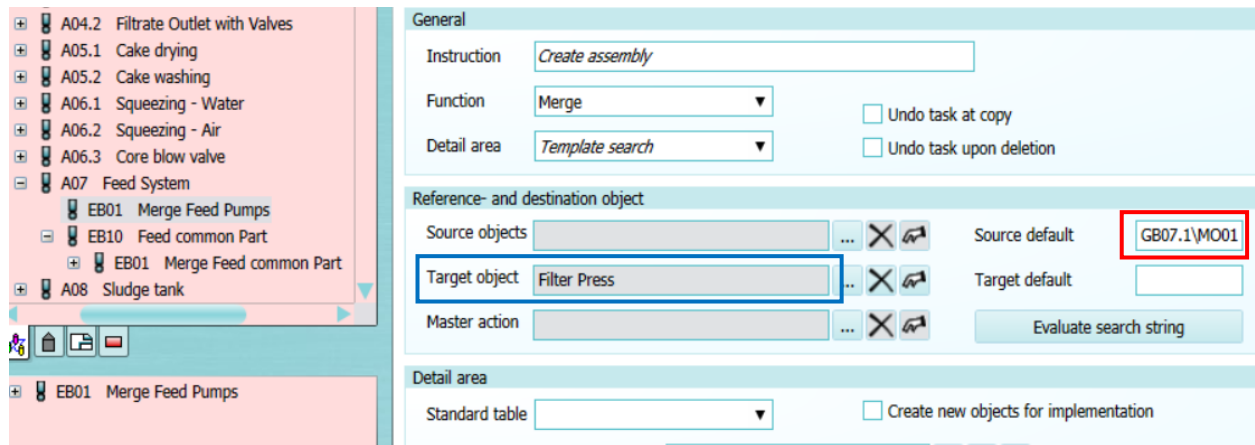 A04.2 Filtrate Outlet with Valves
A05.1 Cake drying
A05.2 Cake washing
A06.1 Squeezing - Water
A06.2 Squeezing - Air
A06.3 Core blow valve
A07 Feed System
EB01 Merge Feed Pumps
EB10 Feed common Part
EB01 Merge Feed common Part
A08 Sludge tank
EB01 Merge Feed Pumps
General
Instruction Create assembly
Function Merge
Undo task at copy
Detail area Template search
Undo task upon deletion
Reference- and destination object
Source objects ... Source default GB07.1\MO01
Target object Filter Press ... Target default
Master action ... Evaluate search string
Detail area
Standard table
Create new objects for implementation